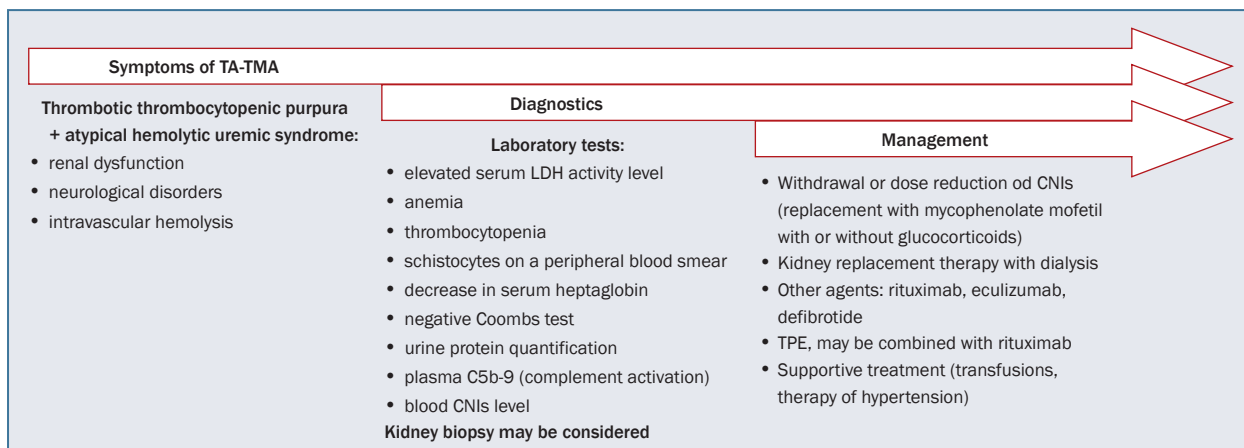 Symptoms of TA-TMA
Thrombotic thrombocytopenic purpura
+ atypical hemolytic uremic syndrome:
• renal dysfunction
• neurological disorders
• intravascular hemolysis
Diagnostics
Laboratory tests:
• elevated serum LDH activity level
• anemia
• thrombocytopenia
• schistocytes on a peripheral blood smear
• decrease in serum heptaglobin
• negative Coombs test
• urine protein quantification
• plasma C5b-9 (complement activation)
• blood CNIs level
Kidney biopsy may be considered
Management
• Withdrawal or dose reduction od CNIs
(replacement with mycophenolate mofetil
with or without glucocorticoids)
• Kidney replacement therapy with dialysis
• Other agents: rituximab, eculizumab,
defibrotide
• TPE, may be combined with rituximab
• Supportive treatment (transfusions,
therapy of hypertension)